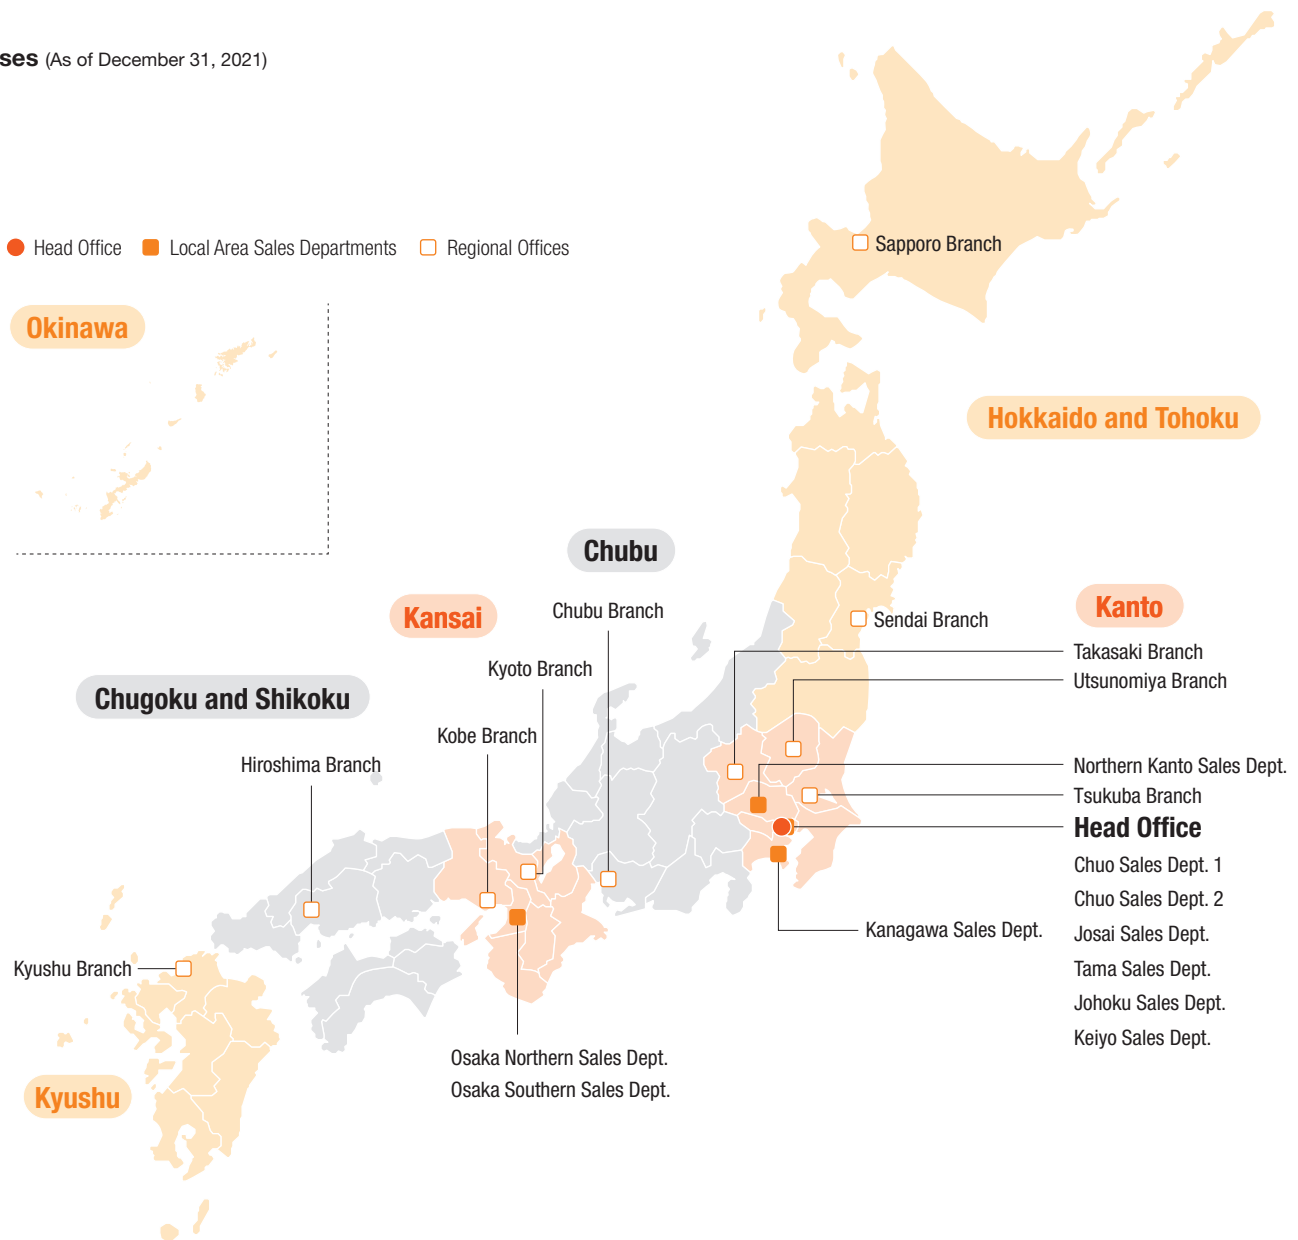 ses (As of December 31, 2021)
Head Office
Local Area Sales Departments
Regional Offices
Sapporo Branch
Okinawa
Hokkaido and Tohoku
Chubu
Kansai
Chubu Branch
Kanto
Sendai Branch
Takasaki Branch
Kyoto Branch
Utsunomiya Branch
Chugoku and Shikoku
Kobe Branch
Hiroshima Branch
Northern Kanto Sales Dept.
Tsukuba Branch
Head Office
Chuo Sales Dept. 1
Chuo Sales Dept. 2
Josai Sales Dept.
Tama Sales Dept.
Johoku Sales Dept.
Keiyo Sales Dept.
Kanagawa Sales Dept.
Kyushu Branch
Osaka Northern Sales Dept.
Osaka Southern Sales Dept.
Kyushu